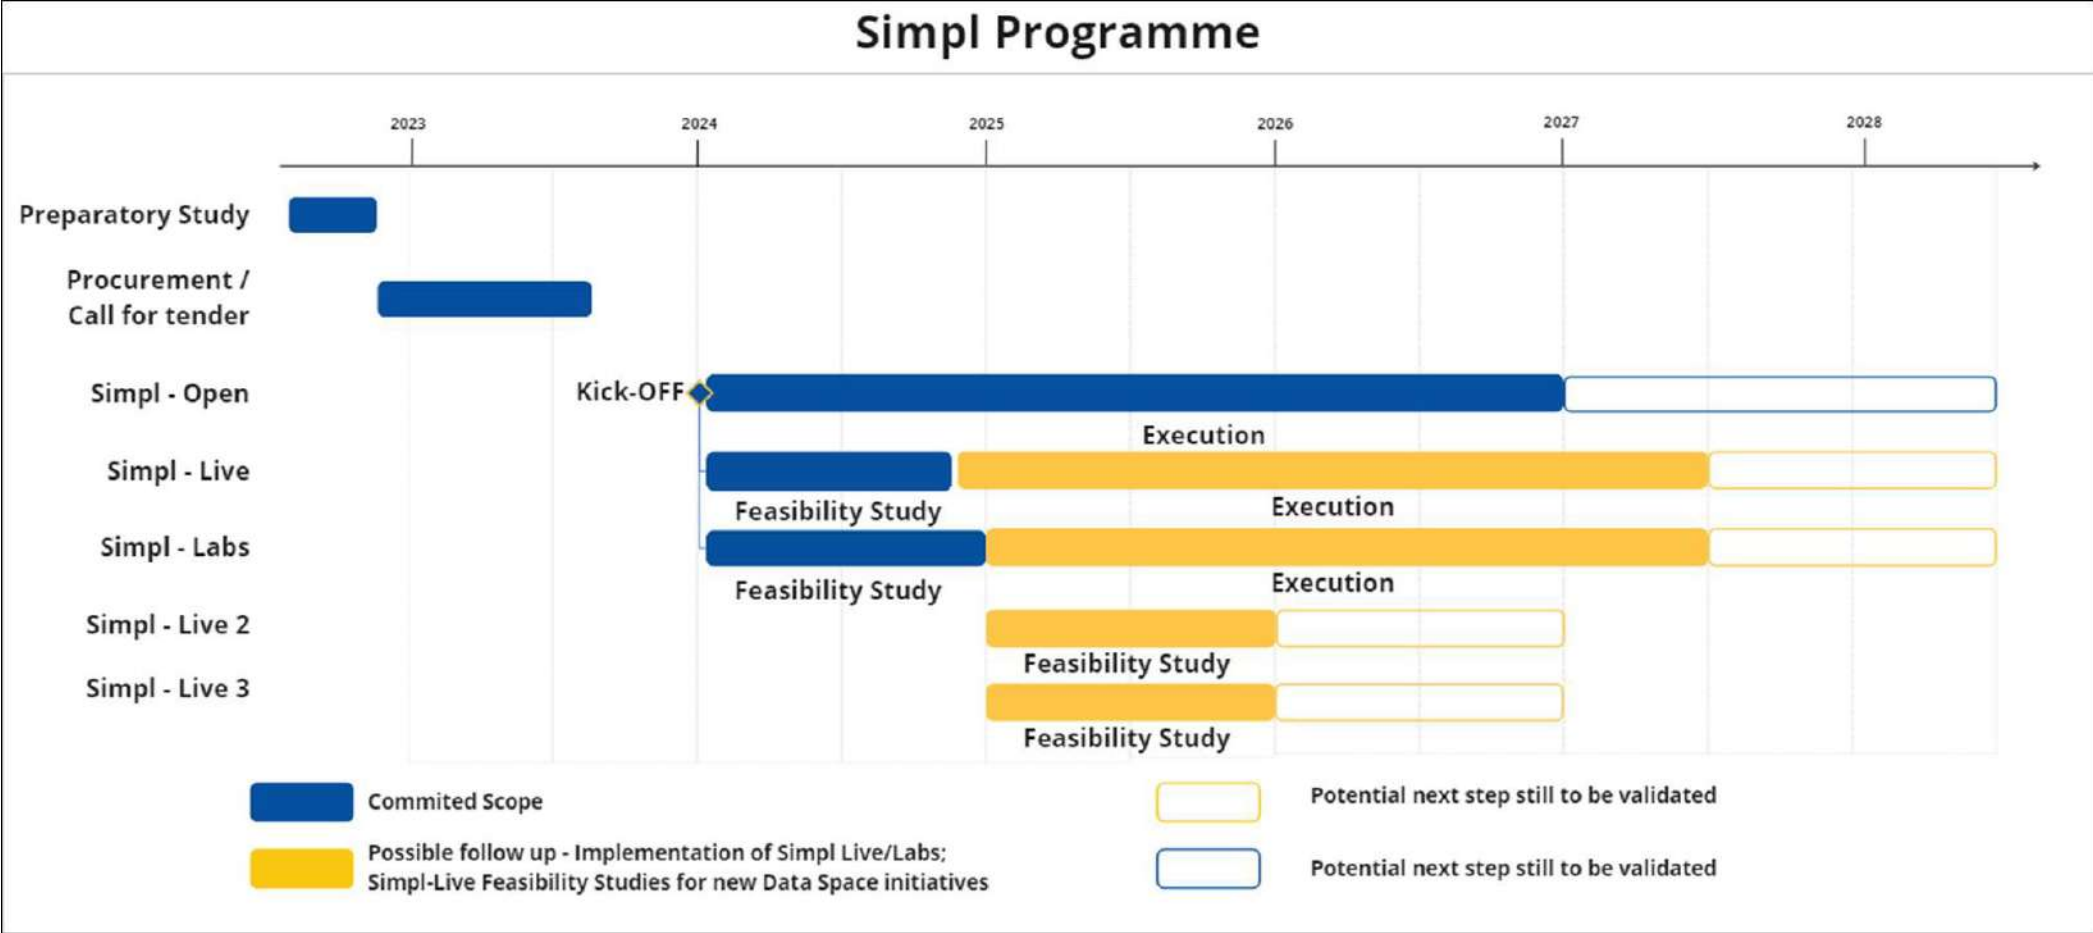 Simpl Programme
2023 2024 2025 2026 2027 2028
Preparatory Study
Procurement /
Call for tender
Simpl - Open
Kick-OFF
Execution
Simpl - Live
Feasibility Study
Execution
Simpl - Labs
Feasibility Study
Execution
Simpl - Live 2
Feasibility Study
Simpl - Live 3
Feasibility Study
Commited Scope
Possible follow up - Implementation of Simpl Live/Labs;
Simpl-Live Feasibility Studies for new Data Space initiatives
Potential next step still to be validated
Potential next step still to be validated